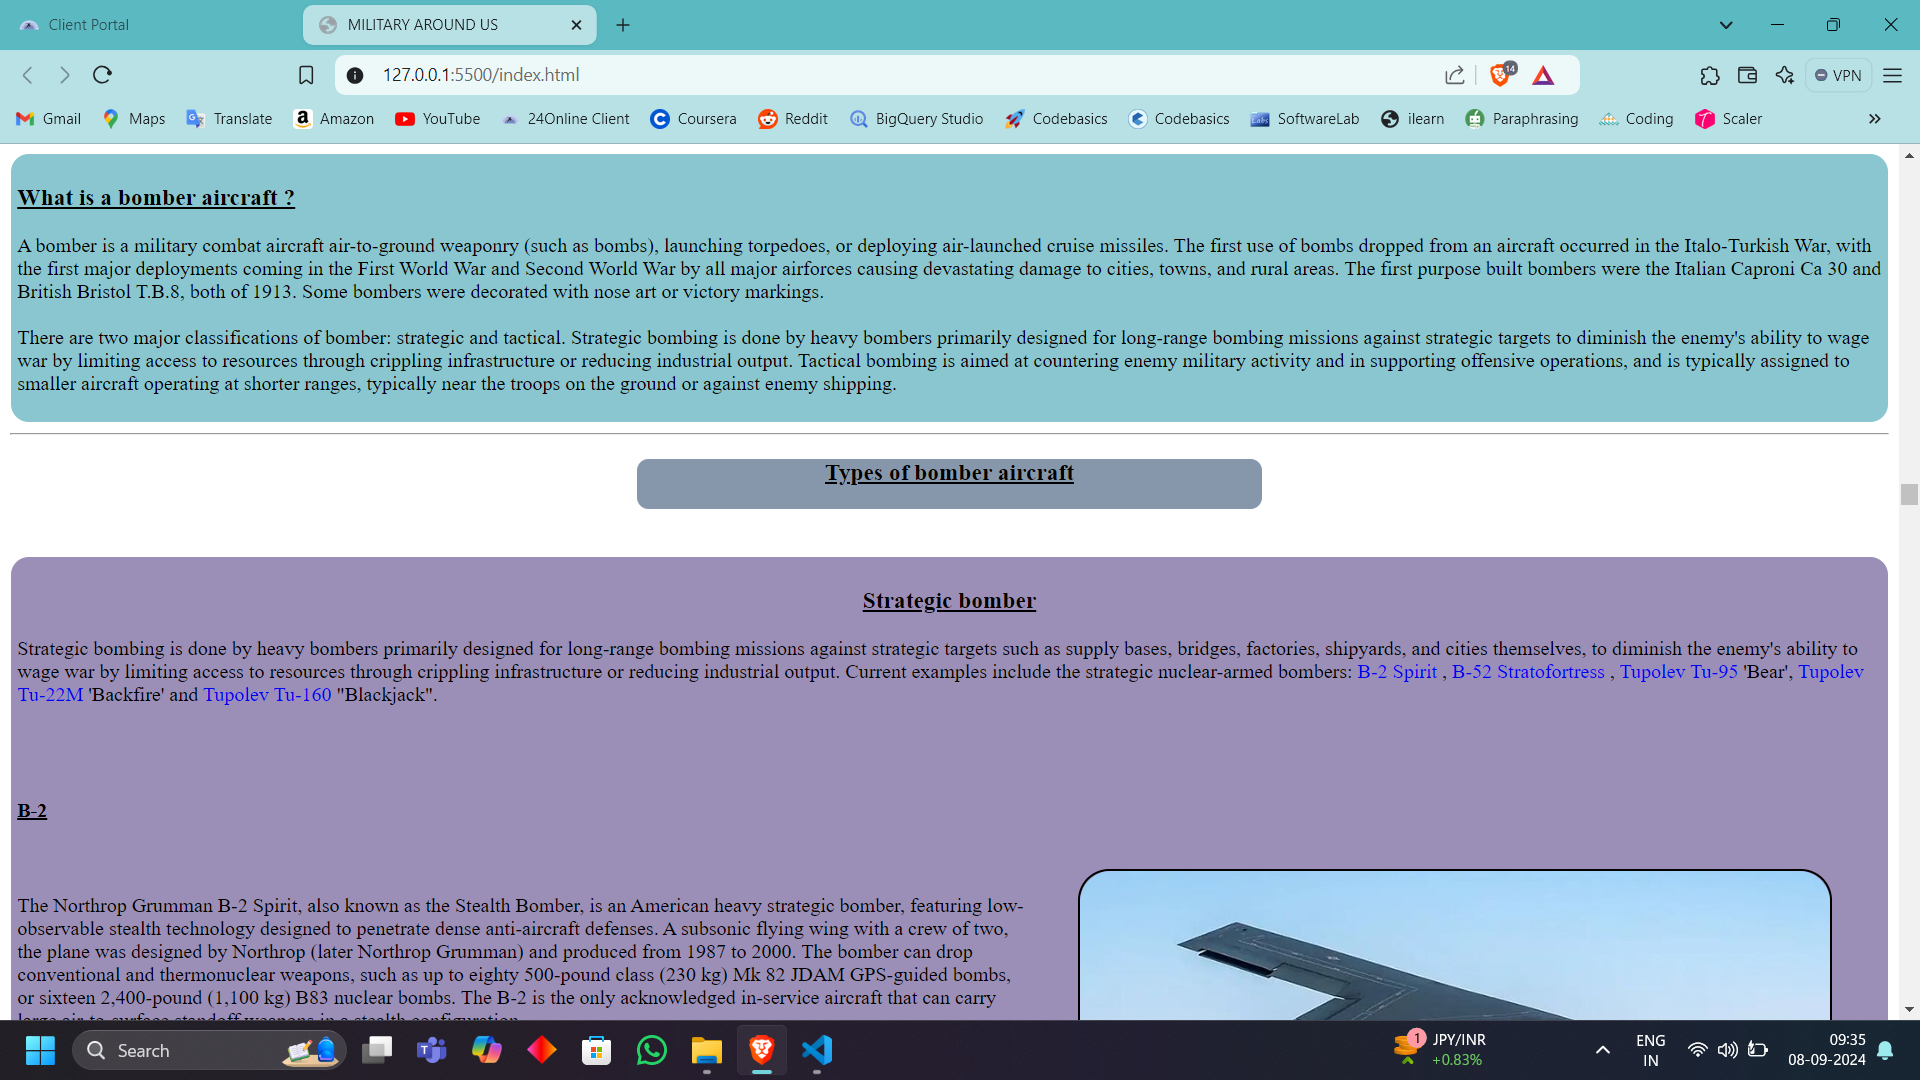 Client Portal
MILITARY AROUND US
127.0.0.1:5500/index.html
14
VPN
Gmail
Maps
Translate
Amazon
YouTube
24Online Client
Coursera
Reddit
BigQuery Studio
Codebasics
Codebasics
SoftwareLab
ilearn
Paraphrasing
Coding
Scaler
What is a bomber aircraft ?
A bomber is a military combat aircraft air-to-ground weaponry (such as bombs), launching torpedoes, or deploying air-launched cruise missiles. The first use of bombs dropped from an aircraft occurred in the Italo-Turkish War, with
the first major deployments coming in the First World War and Second World War by all major airforces causing devastating damage to cities, towns, and rural areas. The first purpose built bombers were the Italian Caproni Ca 30 and
British Bristol T.B.8, both of 1913. Some bombers were decorated with nose art or victory markings.
There are two major classifications of bomber: strategic and tactical. Strategic bombing is done by heavy bombers primarily designed for long-range bombing missions against strategic targets to diminish the enemy's ability to wage
war by limiting access to resources through crippling infrastructure or reducing industrial output. Tactical bombing is aimed at countering enemy military activity and in supporting offensive operations, and is typically assigned to
smaller aircraft operating at shorter ranges, typically near the troops on the ground or against enemy shipping.
Types of bomber aircraft
Strategic bomber
Strategic bombing is done by heavy bombers primarily designed for long-range bombing missions against strategic targets such as supply bases, bridges, factories, shipyards, and cities themselves, to diminish the enemy's ability to
wage war by limiting access to resources through crippling infrastructure or reducing industrial output. Current examples include the strategic nuclear-armed bombers: B-2 Spirit , B-52 Stratofortress , Tupolev Tu-95 'Bear', Tupolev
Tu-22M 'Backfire' and Tupolev Tu-160 "Blackjack".
B-2
The Northrop Grumman B-2 Spirit, also known as the Stealth Bomber, is an American heavy strategic bomber, featuring low-
observable stealth technology designed to penetrate dense anti-aircraft defenses. A subsonic flying wing with a crew of two,
the plane was designed by Northrop (later Northrop Grumman) and produced from 1987 to 2000. The bomber can drop
conventional and thermonuclear weapons, such as up to eighty 500-pound class (230 kg) Mk 82 JDAM GPS-guided bombs,
or sixteen 2,400-pound (1,100 kg) B83 nuclear bombs. The B-2 is the only acknowledged in-service aircraft that can carry
large air-to-surface standoff weapons in a stealth configuration.
Search
1
JPY/INR
+0.83%
ENG
IN
09:35
08-09-2024